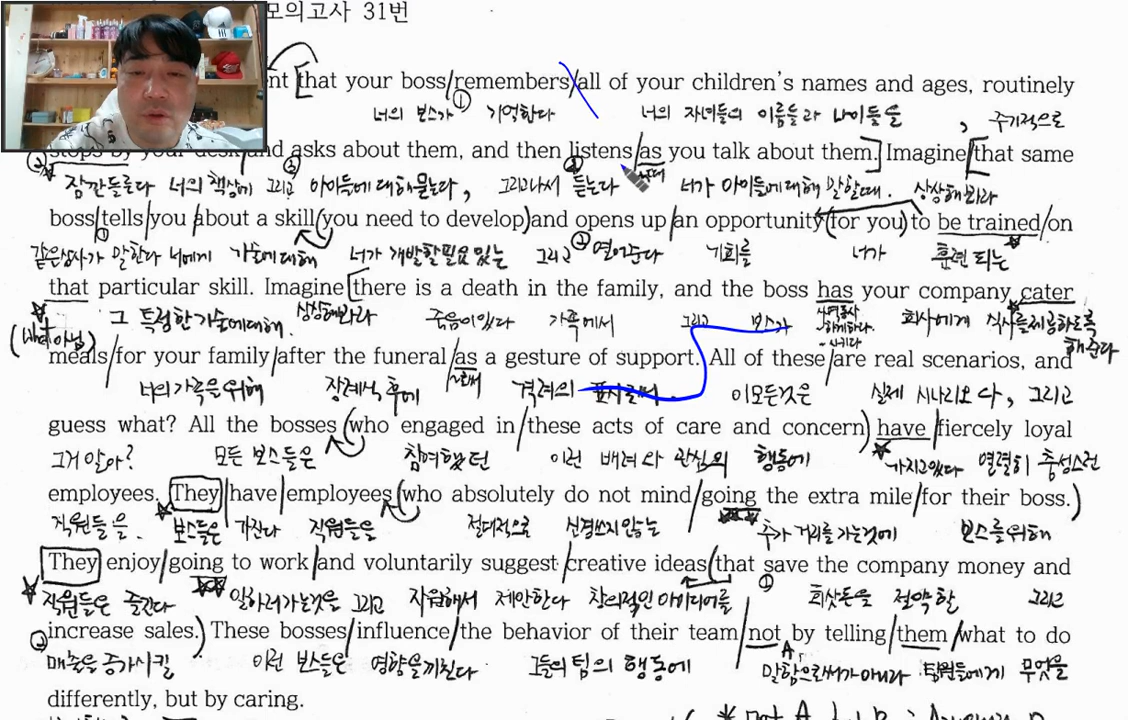 모의고사 31번
nt that your boss remembers all of your children's names and ages, routinely
너의 보스가 ① 기억한다 너의 자녀들의 이름들과 나이들을, 주기적으로
② stops by your desk and asks about them, and then listens as you talk about them. Imagine that same
잠깐들르다 너의 책상에 그리고 아이들에 대해 묻는다, 그리고나서 듣는다 너가 아이들에대해 말할때. 상상해봐라
boss tells you about a skill (you need to develop) and opens up an opportunity (for you) to be trained on
같은상사가 ① 말한다 너에게 기술에대해 너가 개발할필요있는 그리고 ② 열어준다 기회를 너가 훈련되는
that particular skill. Imagine there is a death in the family, and the boss has your company cater
그 특정한기술에대해. 상상해봐라 죽음이있다 가족에서 그리고 보스가 사역동사 회사에게 식사를제공하도록 해준다
meals for your family after the funeral as a gesture of support. All of these are real scenarios, and
너의가족을위해 장례식 후에 ~로써 격려의 표시로써. 이모든것은 실제 시나리오다, 그리고
guess what? All the bosses (who engaged in these acts of care and concern) have fiercely loyal
그거 알아? 모든 보스들은 참여했던 이런 배려와 관심의 행동에 가지고있다 열렬히 충성스런
employees. They have employees (who absolutely do not mind going the extra mile for their boss.)
직원들을. 보스들은 가진다 직원들을 절대적으로 신경쓰지않는 추가 거리를가는것에 보스를위해
They enjoy going to work and voluntarily suggest creative ideas (that save the company money and
직원들은 즐긴다 일하러가는것을 그리고 자원해서 제안한다 창의적인 아이디어를 ① 회삿돈을 절약할 그리고
② increase sales.) These bosses influence the behavior of their team not by telling them what to do
매출을 증가시킬 이런 보스들은 영향을끼친다 그들의 팀의 행동에 A 말함으로써가아니라 팀원들에게 무엇을
differently, but by caring.